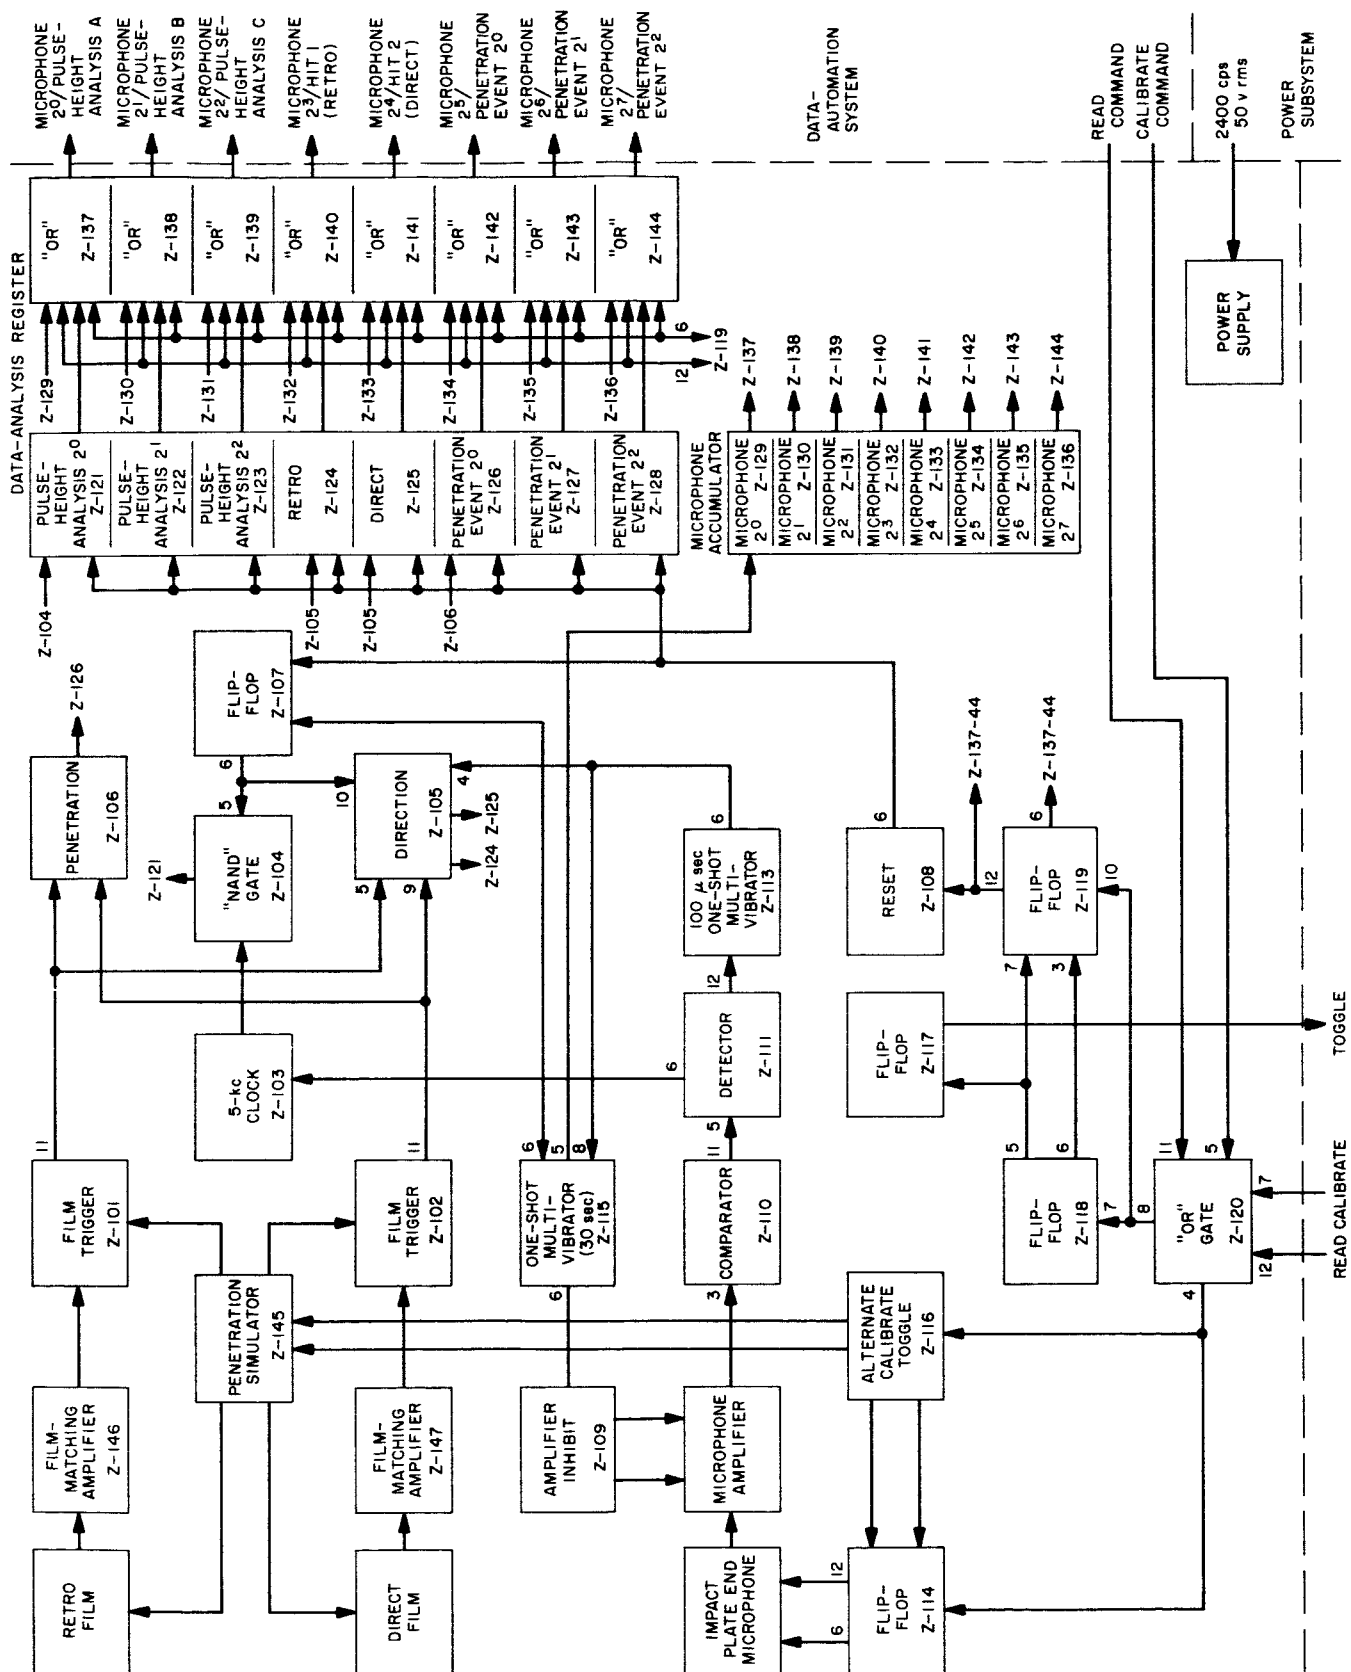 DATA-ANALYSIS REGISTER
RETRO
FILM
FILM-
MATCHING
AMPLIFIER
Z-146
FILM
TRIGGER
Z-101
11
PENETRATION
Z-106
Z-126
PENETRATION
SIMULATOR
Z-145
5-kc
CLOCK
Z-103
Z-121
"NAND"
GATE
Z-104
5
6
FLIP-
FLOP
Z-107
DIRECT
FILM
FILM-
MATCHING
AMPLIFIER
Z-147
FILM
TRIGGER
Z-102
11
5
9
10
4
DIRECTION
Z-105
Z-124
Z-125
AMPLIFIER
INHIBIT
Z-109
6
ONE-SHOT
MULTI-
VIBRATOR
(30 sec)
Z-115
6
5
8
IMPACT
PLATE END
MICROPHONE
MICROPHONE
AMPLIFIER
3
COMPARATOR
Z-110
11
5
DETECTOR
Z-111
6
12
100 μ sec
ONE-SHOT
MULTI-
VIBRATOR
Z-113
6
6
12
FLIP-
FLOP
Z-114
ALTERNATE
CALIBRATE
TOGGLE
Z-116
FLIP-
FLOP
Z-117
RESET
Z-108
6
FLIP-
FLOP
Z-118
5
6
7
7
3
10
12
FLIP-
FLOP
Z-119
6
Z-137-44
Z-137-44
4
"OR"
GATE
Z-120
8
11
5
12
7
READ CALIBRATE
TOGGLE
Z-104
Z-105
Z-105
Z-106
PULSE-
HEIGHT
ANALYSIS 2⁰
Z-121
PULSE-
HEIGHT
ANALYSIS 2¹
Z-122
PULSE-
HEIGHT
ANALYSIS 2²
Z-123
RETRO
Z-124
DIRECT
Z-125
PENETRATION
EVENT 2⁰
Z-126
PENETRATION
EVENT 2¹
Z-127
PENETRATION
EVENT 2²
Z-128
Z-129
Z-130
Z-131
Z-132
Z-133
Z-134
Z-135
Z-136
"OR"
Z-137
"OR"
Z-138
"OR"
Z-139
"OR"
Z-140
"OR"
Z-141
"OR"
Z-142
"OR"
Z-143
"OR"
Z-144
12
6
Z-119
MICROPHONE
2⁰/PULSE-
HEIGHT
ANALYSIS A
MICROPHONE
2¹/PULSE-
HEIGHT
ANALYSIS B
MICROPHONE
2²/PULSE-
HEIGHT
ANALYSIS C
MICROPHONE
2³/HIT 1
(RETRO)
MICROPHONE
2⁴/HIT 2
(DIRECT)
MICROPHONE
2⁵/
PENETRATION
EVENT 2⁰
MICROPHONE
2⁶/
PENETRATION
EVENT 2¹
MICROPHONE
2⁷/
PENETRATION
EVENT 2²
MICROPHONE
ACCUMULATOR
MICROPHONE
2⁰ Z-129
MICROPHONE
2¹ Z-130
MICROPHONE
2² Z-131
MICROPHONE
2³ Z-132
MICROPHONE
2⁴ Z-133
MICROPHONE
2⁵ Z-134
MICROPHONE
2⁶ Z-135
MICROPHONE
2⁷ Z-136
Z-137
Z-138
Z-139
Z-140
Z-141
Z-142
Z-143
Z-144
DATA-
AUTOMATION
SYSTEM
READ
COMMAND
CALIBRATE
COMMAND
2400 cps
50 v rms
POWER
SUPPLY
POWER
SUBSYSTEM